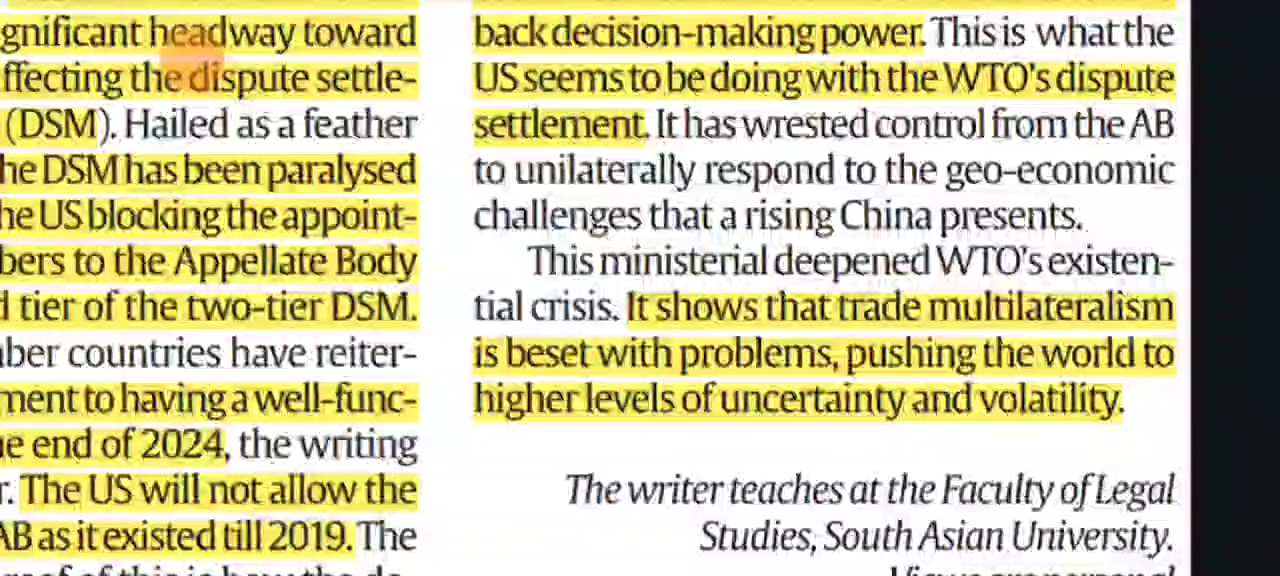 gnificant headway toward
ffecting the dispute settle-
(DSM). Hailed as a feather
he DSM has been paralysed
he US blocking the appoint-
bers to the Appellate Body
tier of the two-tier DSM.
ber countries have reiter-
ment to having a well-func-
end of 2024, the writing
The US will not allow the
AB as it existed till 2019. The
back decision-making power. This is what the
US seems to be doing with the WTO's dispute
settlement. It has wrested control from the AB
to unilaterally respond to the geo-economic
challenges that a rising China presents.
This ministerial deepened WTO's existen-
tial crisis. It shows that trade multilateralism
is beset with problems, pushing the world to
higher levels of uncertainty and volatility.
The writer teaches at the Faculty of Legal
Studies, South Asian University.
Views are personal